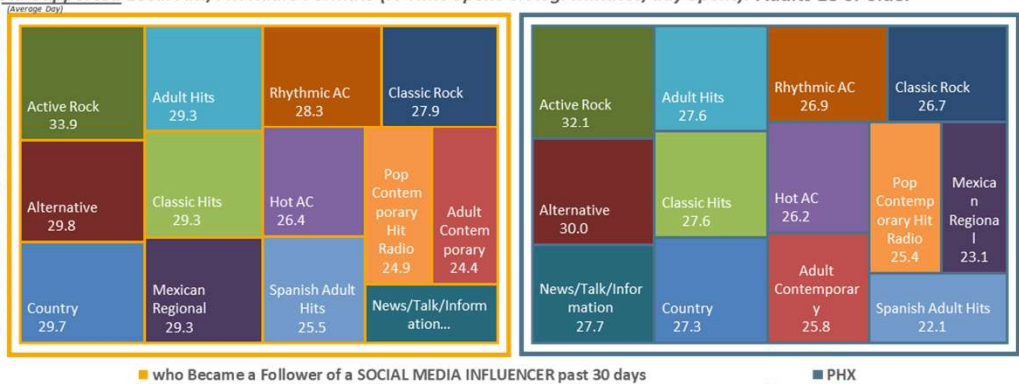 (Average Day)
Active Rock
33.9
Adult Hits
29.3
Rhythmic AC
28.3
Classic Rock
27.9
Alternative
29.8
Classic Hits
29.3
Hot AC
26.4
Pop
Contem
porary
Hit
Radio
24.9
Adult
Contem
porary
24.4
Country
29.7
Mexican
Regional
29.3
Spanish Adult
Hits
25.5
News/Talk/Inform
ation...
Active Rock
32.1
Adult Hits
27.6
Rhythmic AC
26.9
Classic Rock
26.7
Alternative
30.0
Classic Hits
27.6
Hot AC
26.2
Pop
Contemp
orary Hit
Radio
25.4
Mexica
n
Regiona
l
23.1
News/Talk/Infor
mation
27.7
Country
27.3
Adult
Contemporar
y
25.8
Spanish Adult Hits
22.1
who Became a Follower of a SOCIAL MEDIA INFLUENCER past 30 days
PHX